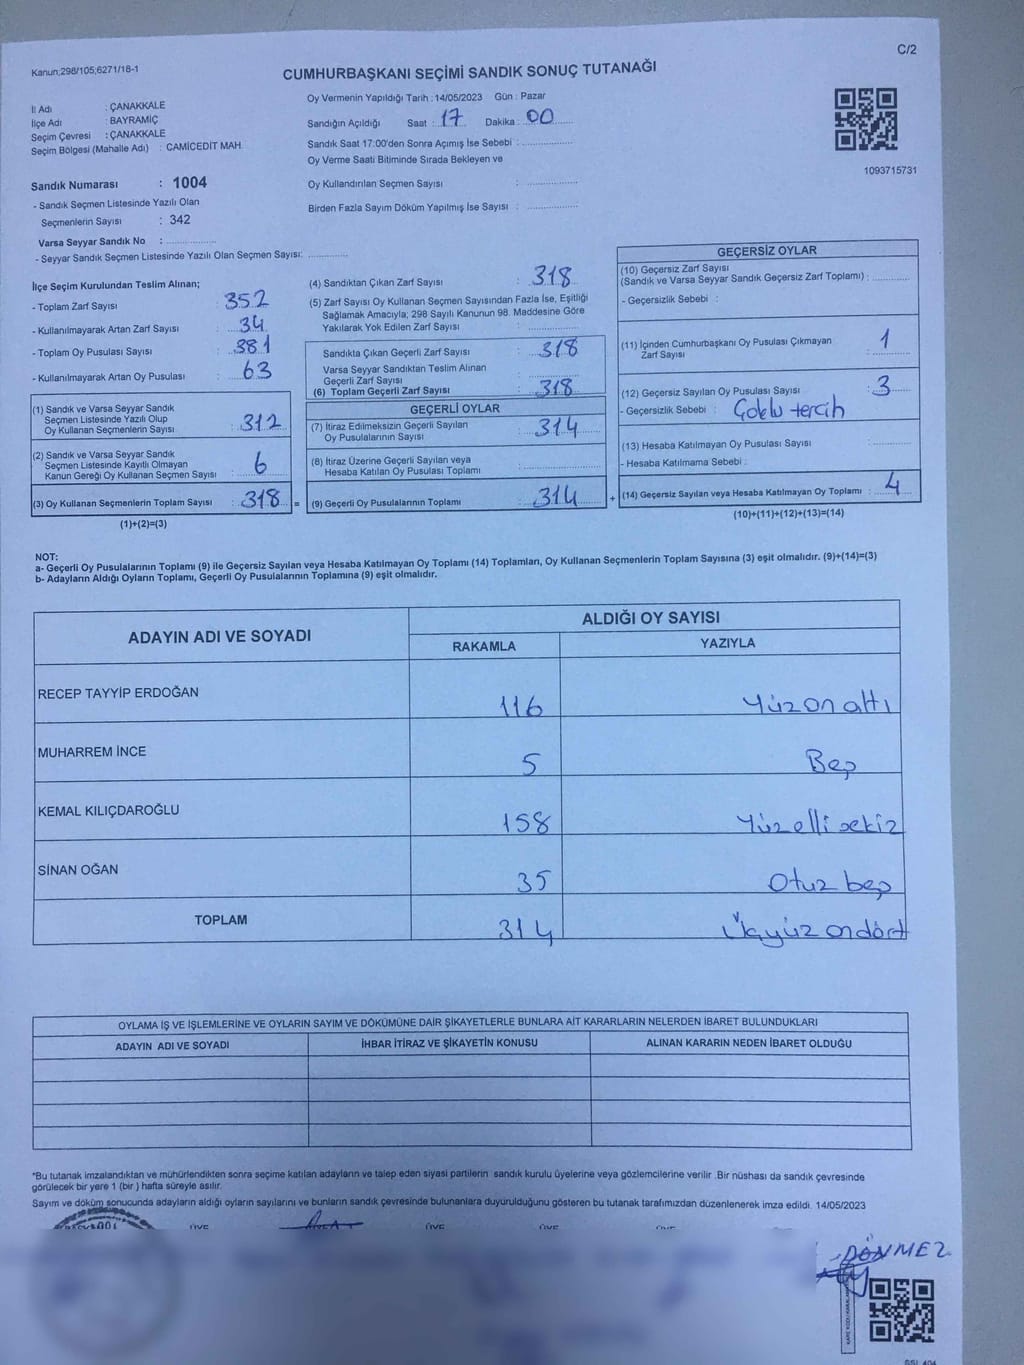 C/2
Kanun;298/105;6271/18-1
CUMHURBAŞKANI SEÇİMİ SANDIK SONUÇ TUTANAĞI
İl Adı : ÇANAKKALE
İlçe Adı : BAYRAMİÇ
Seçim Çevresi : ÇANAKKALE
Seçim Bölgesi (Mahalle Adı) : CAMİCEDİT MAH.
Sandık Numarası : 1004
- Sandık Seçmen Listesinde Yazılı Olan
Seçmenlerin Sayısı : 342
Varsa Seyyar Sandık No : ................
- Seyyar Sandık Seçmen Listesinde Yazılı Olan Seçmen Sayısı: ............
Oy Vermenin Yapıldığı Tarih : 14/05/2023 Gün : Pazar
Sandığın Açıldığı Saat : 17 Dakika : 00
Sandık Saat 17:00'den Sonra Açımış İse Sebebi : ................
Oy Verme Saati Bitiminde Sırada Bekleyen ve
Oy Kullandırılan Seçmen Sayısı : ................
Birden Fazla Sayım Döküm Yapılmış İse Sayısı : ................
1093715731
İlçe Seçim Kurulundan Teslim Alınan;
- Toplam Zarf Sayısı : 352
- Kullanılmayarak Artan Zarf Sayısı : 34
- Toplam Oy Pusulası Sayısı : 381
- Kullanılmayarak Artan Oy Pusulası : 63
(1) Sandık ve Varsa Seyyar Sandık
Seçmen Listesinde Yazılı Olup
Oy Kullanan Seçmenlerin Sayısı : 312
(2) Sandık ve Varsa Seyyar Sandık
Seçmen Listesinde Kayıtlı Olmayan
Kanun Gereği Oy Kullanan Seçmen Sayısı : 6
(3) Oy Kullanan Seçmenlerin Toplam Sayısı : 318 =
(1)+(2)=(3)
(4) Sandıktan Çıkan Zarf Sayısı : 318
(5) Zarf Sayısı Oy Kullanan Seçmen Sayısından Fazla İse, Eşitliği
Sağlamak Amacıyla; 298 Sayılı Kanunun 98. Maddesine Göre
Yakılarak Yok Edilen Zarf Sayısı : ................
Sandıkta Çıkan Geçerli Zarf Sayısı : 318
Varsa Seyyar Sandıktan Teslim Alınan
Geçerli Zarf Sayısı : ................
(6) Toplam Geçerli Zarf Sayısı : 318
GEÇERLİ OYLAR
(7) İtiraz Edilmeksizin Geçerli Sayılan
Oy Pusulalarının Sayısı : 314
(8) İtiraz Üzerine Geçerli Sayılan veya
Hesaba Katılan Oy Pusulası Toplamı : ................
(9) Geçerli Oy Pusulalarının Toplamı : 314 +
GEÇERSİZ OYLAR
(10) Geçersiz Zarf Sayısı
(Sandık ve Varsa Seyyar Sandık Geçersiz Zarf Toplamı) : ............
- Geçersizlik Sebebi :
(11) İçinden Cumhurbaşkanı Oy Pusulası Çıkmayan
Zarf Sayısı : 1
(12) Geçersiz Sayılan Oy Pusulası Sayısı : 3
- Geçersizlik Sebebi : Çoklu tercih
(13) Hesaba Katılmayan Oy Pusulası Sayısı : ............
- Hesaba Katılmama Sebebi :
(14) Geçersiz Sayılan veya Hesaba Katılmayan Oy Toplamı : 4
(10)+(11)+(12)+(13)=(14)
NOT:
a- Geçerli Oy Pusulalarının Toplamı (9) ile Geçersiz Sayılan veya Hesaba Katılmayan Oy Toplamı (14) Toplamları, Oy Kullanan Seçmenlerin Toplam Sayısına (3) eşit olmalıdır. (9)+(14)=(3)
b- Adayların Aldığı Oyların Toplamı, Geçerli Oy Pusulalarının Toplamına (9) eşit olmalıdır.
ADAYIN ADI VE SOYADI ALDIĞI OY SAYISI
RAKAMLA YAZIYLA
RECEP TAYYİP ERDOĞAN 116 Yüz on altı
MUHARREM İNCE 5 Beş
KEMAL KILIÇDAROĞLU 158 Yüz elli sekiz
SİNAN OĞAN 35 Otuz beş
TOPLAM 314 Üçyüz ondört
OYLAMA İŞ VE İŞLEMLERİNE VE OYLARIN SAYIM VE DÖKÜMÜNE DAİR ŞİKAYETLERLE BUNLARA AİT KARARLARIN NELERDEN İBARET BULUNDUKLARI
ADAYIN ADI VE SOYADI İHBAR İTİRAZ VE ŞİKAYETİN KONUSU ALINAN KARARIN NEDEN İBARET OLDUĞU
*Bu tutanak imzalandıktan ve mühürlendikten sonra seçime katılan adayların ve talep eden siyasi partilerin sandık kurulu üyelerine veya gözlemcilerine verilir .Bir nüshası da sandık çevresinde
görülecek bir yere 1 (bir ) hafta süreyle asılır.
Sayım ve döküm sonucunda adayların aldığı oyların sayılarını ve bunların sandık çevresinde bulunanlara duyurulduğunu gösteren bu tutanak tarafımızdan düzenlenerek imza edildi. 14/05/2023
ÜYE ÜYE ÜYE ÜYE
DÖNMEZ